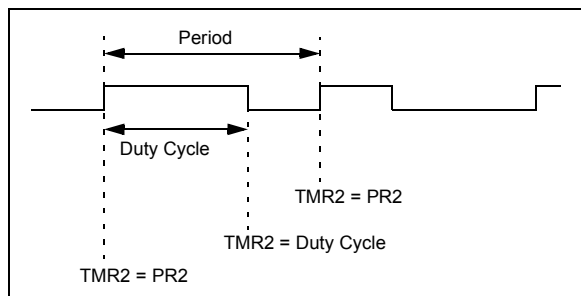 Period
Duty Cycle
TMR2 = PR2
TMR2 = Duty Cycle
TMR2 = PR2